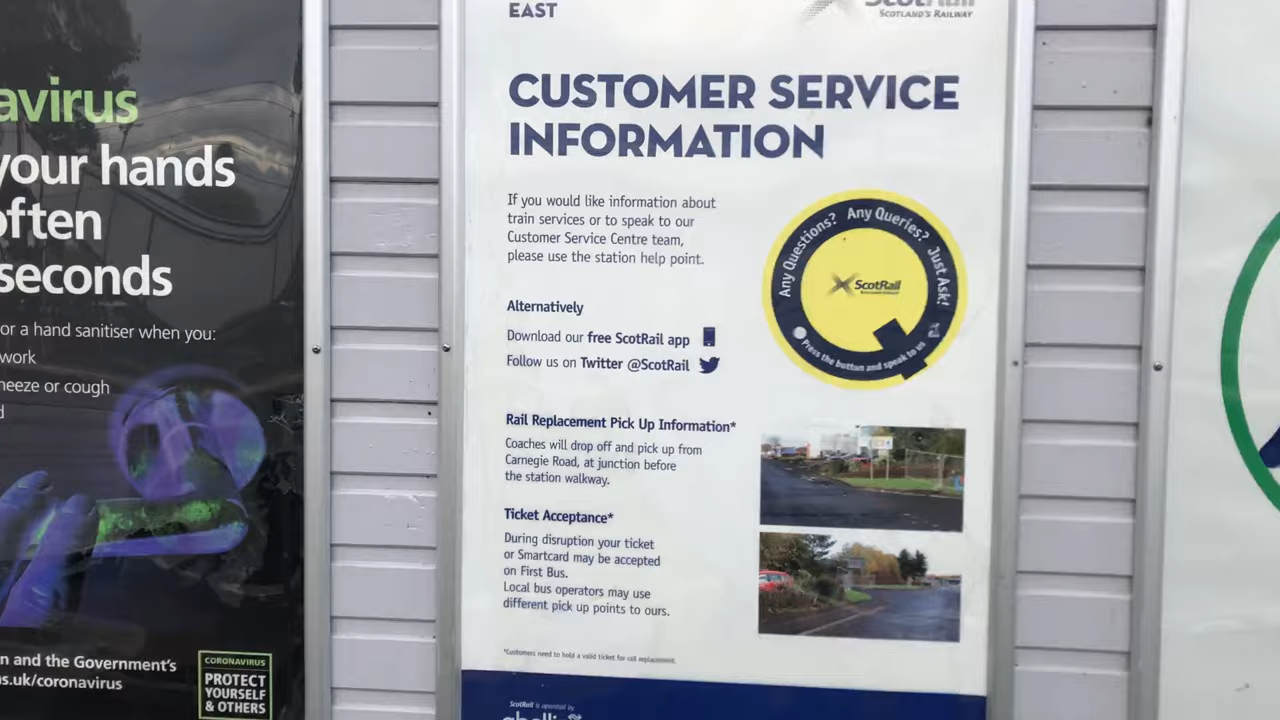 avirus
your hands
often
seconds
or a hand sanitiser when you:
work
neeze or cough
d
n and the Government's
s.uk/coronavirus
CORONAVIRUS
PROTECT
YOURSELF
& OTHERS
EAST
ScotRail
SCOTLAND'S RAILWAY
CUSTOMER SERVICE
INFORMATION
If you would like information about
train services or to speak to our
Customer Service Centre team,
please use the station help point.
Alternatively
Download our free ScotRail app
Follow us on Twitter @ScotRail
Any Questions? Any Queries? Just Ask!
ScotRail
Press the button and speak to us
Rail Replacement Pick Up Information*
Coaches will drop off and pick up from
Carnegie Road, at junction before
the station walkway.
Ticket Acceptance*
During disruption your ticket
or Smartcard may be accepted
on First Bus.
Local bus operators may use
different pick up points to ours.
*Customers need to hold a valid ticket for rail replacement.
ScotRail is operated by
abellio